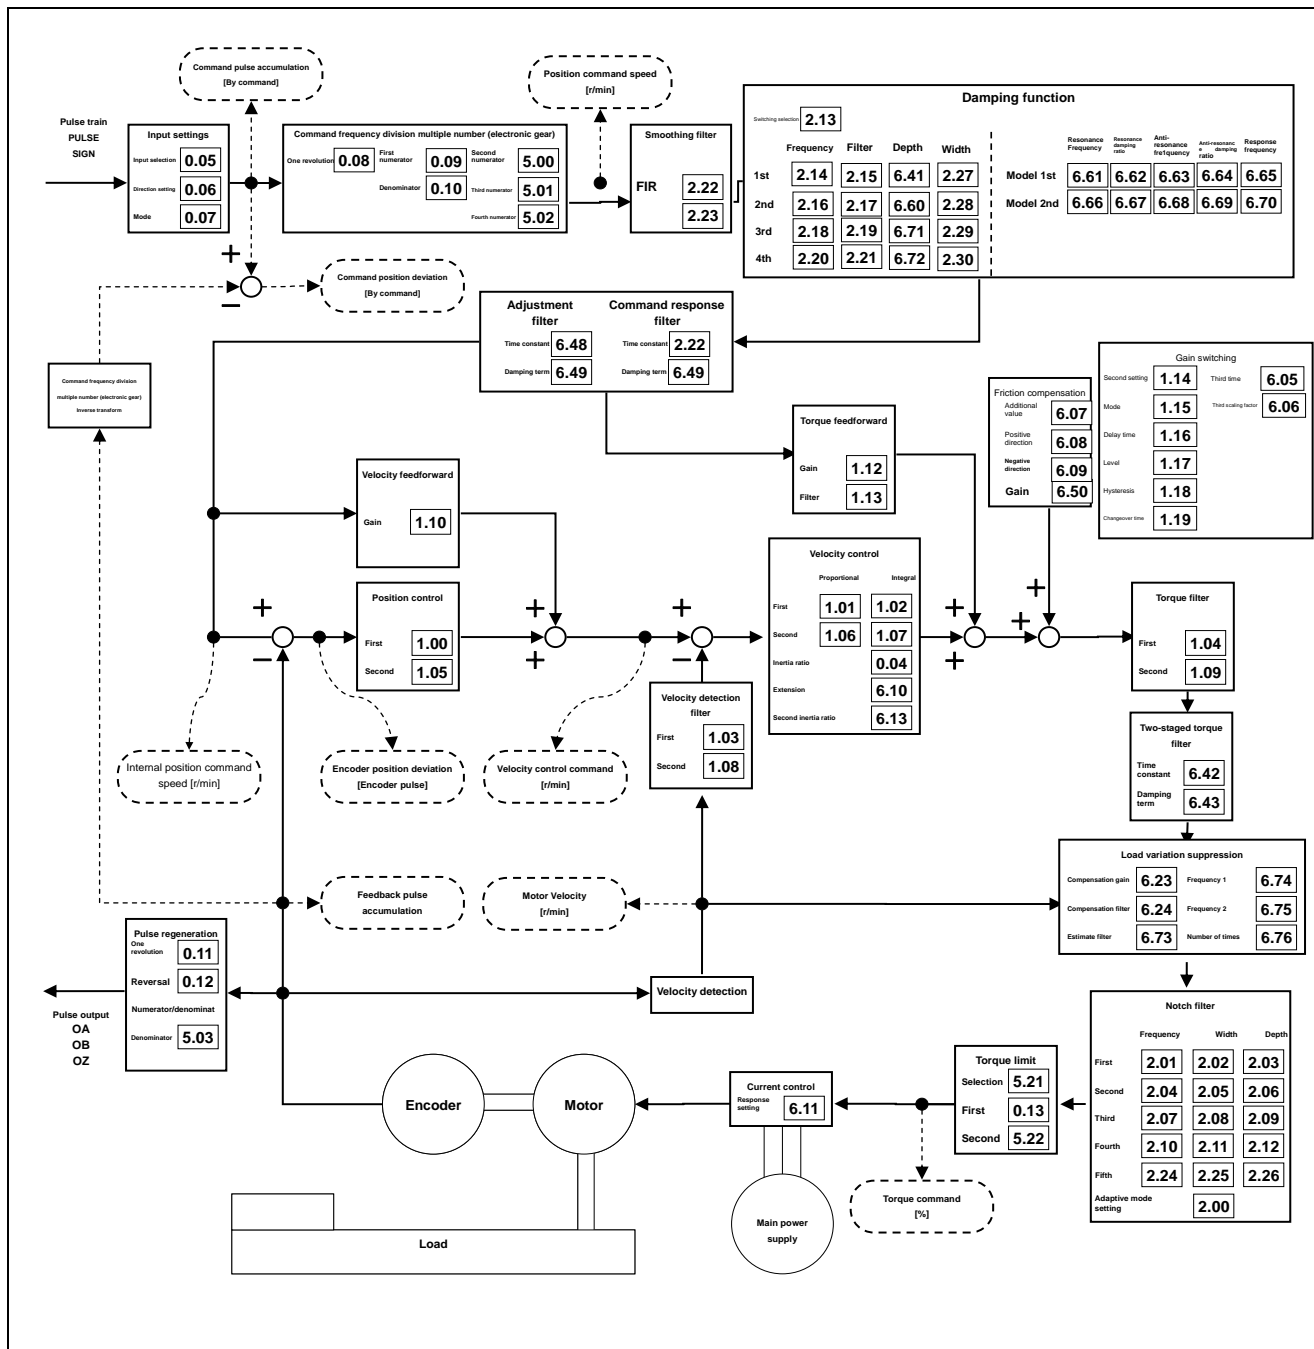 Command pulse accumulation
[By command]
Position command speed
[r/min]
Pulse train
PULSE
SIGN
Input settings
Input selection 0.05
Direction setting 0.06
Mode 0.07
Command frequency division multiple number (electronic gear)
One revolution 0.08
First
numerator 0.09
Second
numerator 5.00
Denominator 0.10
Third numerator 5.01
Fourth numerator 5.02
Smoothing filter
FIR 2.22
2.23
Damping function
Switching selection 2.13
Frequency Filter Depth Width
1st 2.14 2.15 6.41 2.27
2nd 2.16 2.17 6.60 2.28
3rd 2.18 2.19 6.71 2.29
4th 2.20 2.21 6.72 2.30
Resonance
Frequency
Resonance
damping
ratio
Anti-
resonance
fre1quency
Anti-resonanc
e damping
ratio
Response
frequency
Model 1st 6.61 6.62 6.63 6.64 6.65
Model 2nd 6.66 6.67 6.68 6.69 6.70
+
−
Command position deviation
[By command]
Adjustment
filter
Time constant 6.48
Damping term 6.49
Command response
filter
Time constant 2.22
Damping term 6.49
Command frequency division
multiple number (electronic gear)
Inverse transform
Friction compensation
Additional
value 6.07
Positive
direction 6.08
Negative
direction 6.09
Gain 6.50
Gain switching
Second setting 1.14
Third time 6.05
Mode 1.15
Third scaling factor 6.06
Delay time 1.16
Level 1.17
Hysteresis 1.18
Changeover time 1.19
Torque feedforward
Gain 1.12
Filter 1.13
Velocity feedforward
Gain 1.10
Position control
First 1.00
Second 1.05
+
−
+
+
+
−
Velocity control
Proportional Integral
First 1.01 1.02
Second 1.06 1.07
Inertia ratio 0.04
Extension 6.10
Second inertia ratio 6.13
+
+
+
+
Torque filter
First 1.04
Second 1.09
Velocity detection
filter
First 1.03
Second 1.08
Two-staged torque
filter
Time
constant 6.42
Damping
term 6.43
Internal position command
speed [r/min]
Encoder position deviation
[Encoder pulse]
Velocity control command
[r/min]
Load variation suppression
Compensation gain 6.23 Frequency 1 6.74
Compensation filter 6.24 Frequency 2 6.75
Estimate filter 6.73 Number of times 6.76
Feedback pulse
accumulation
Motor Velocity
[r/min]
Pulse regeneration
One
revolution 0.11
Reversal 0.12
Numerator/denominat
Denominator 5.03
Velocity detection
Pulse output
OA
OB
OZ
Notch filter
Frequency Width Depth
First 2.01 2.02 2.03
Second 2.04 2.05 2.06
Third 2.07 2.08 2.09
Fourth 2.10 2.11 2.12
Fifth 2.24 2.25 2.26
Adaptive mode
setting 2.00
Torque limit
Selection 5.21
First 0.13
Second 5.22
Current control
Response
setting 6.11
Encoder
Motor
Torque command
[%]
Main power
supply
Load